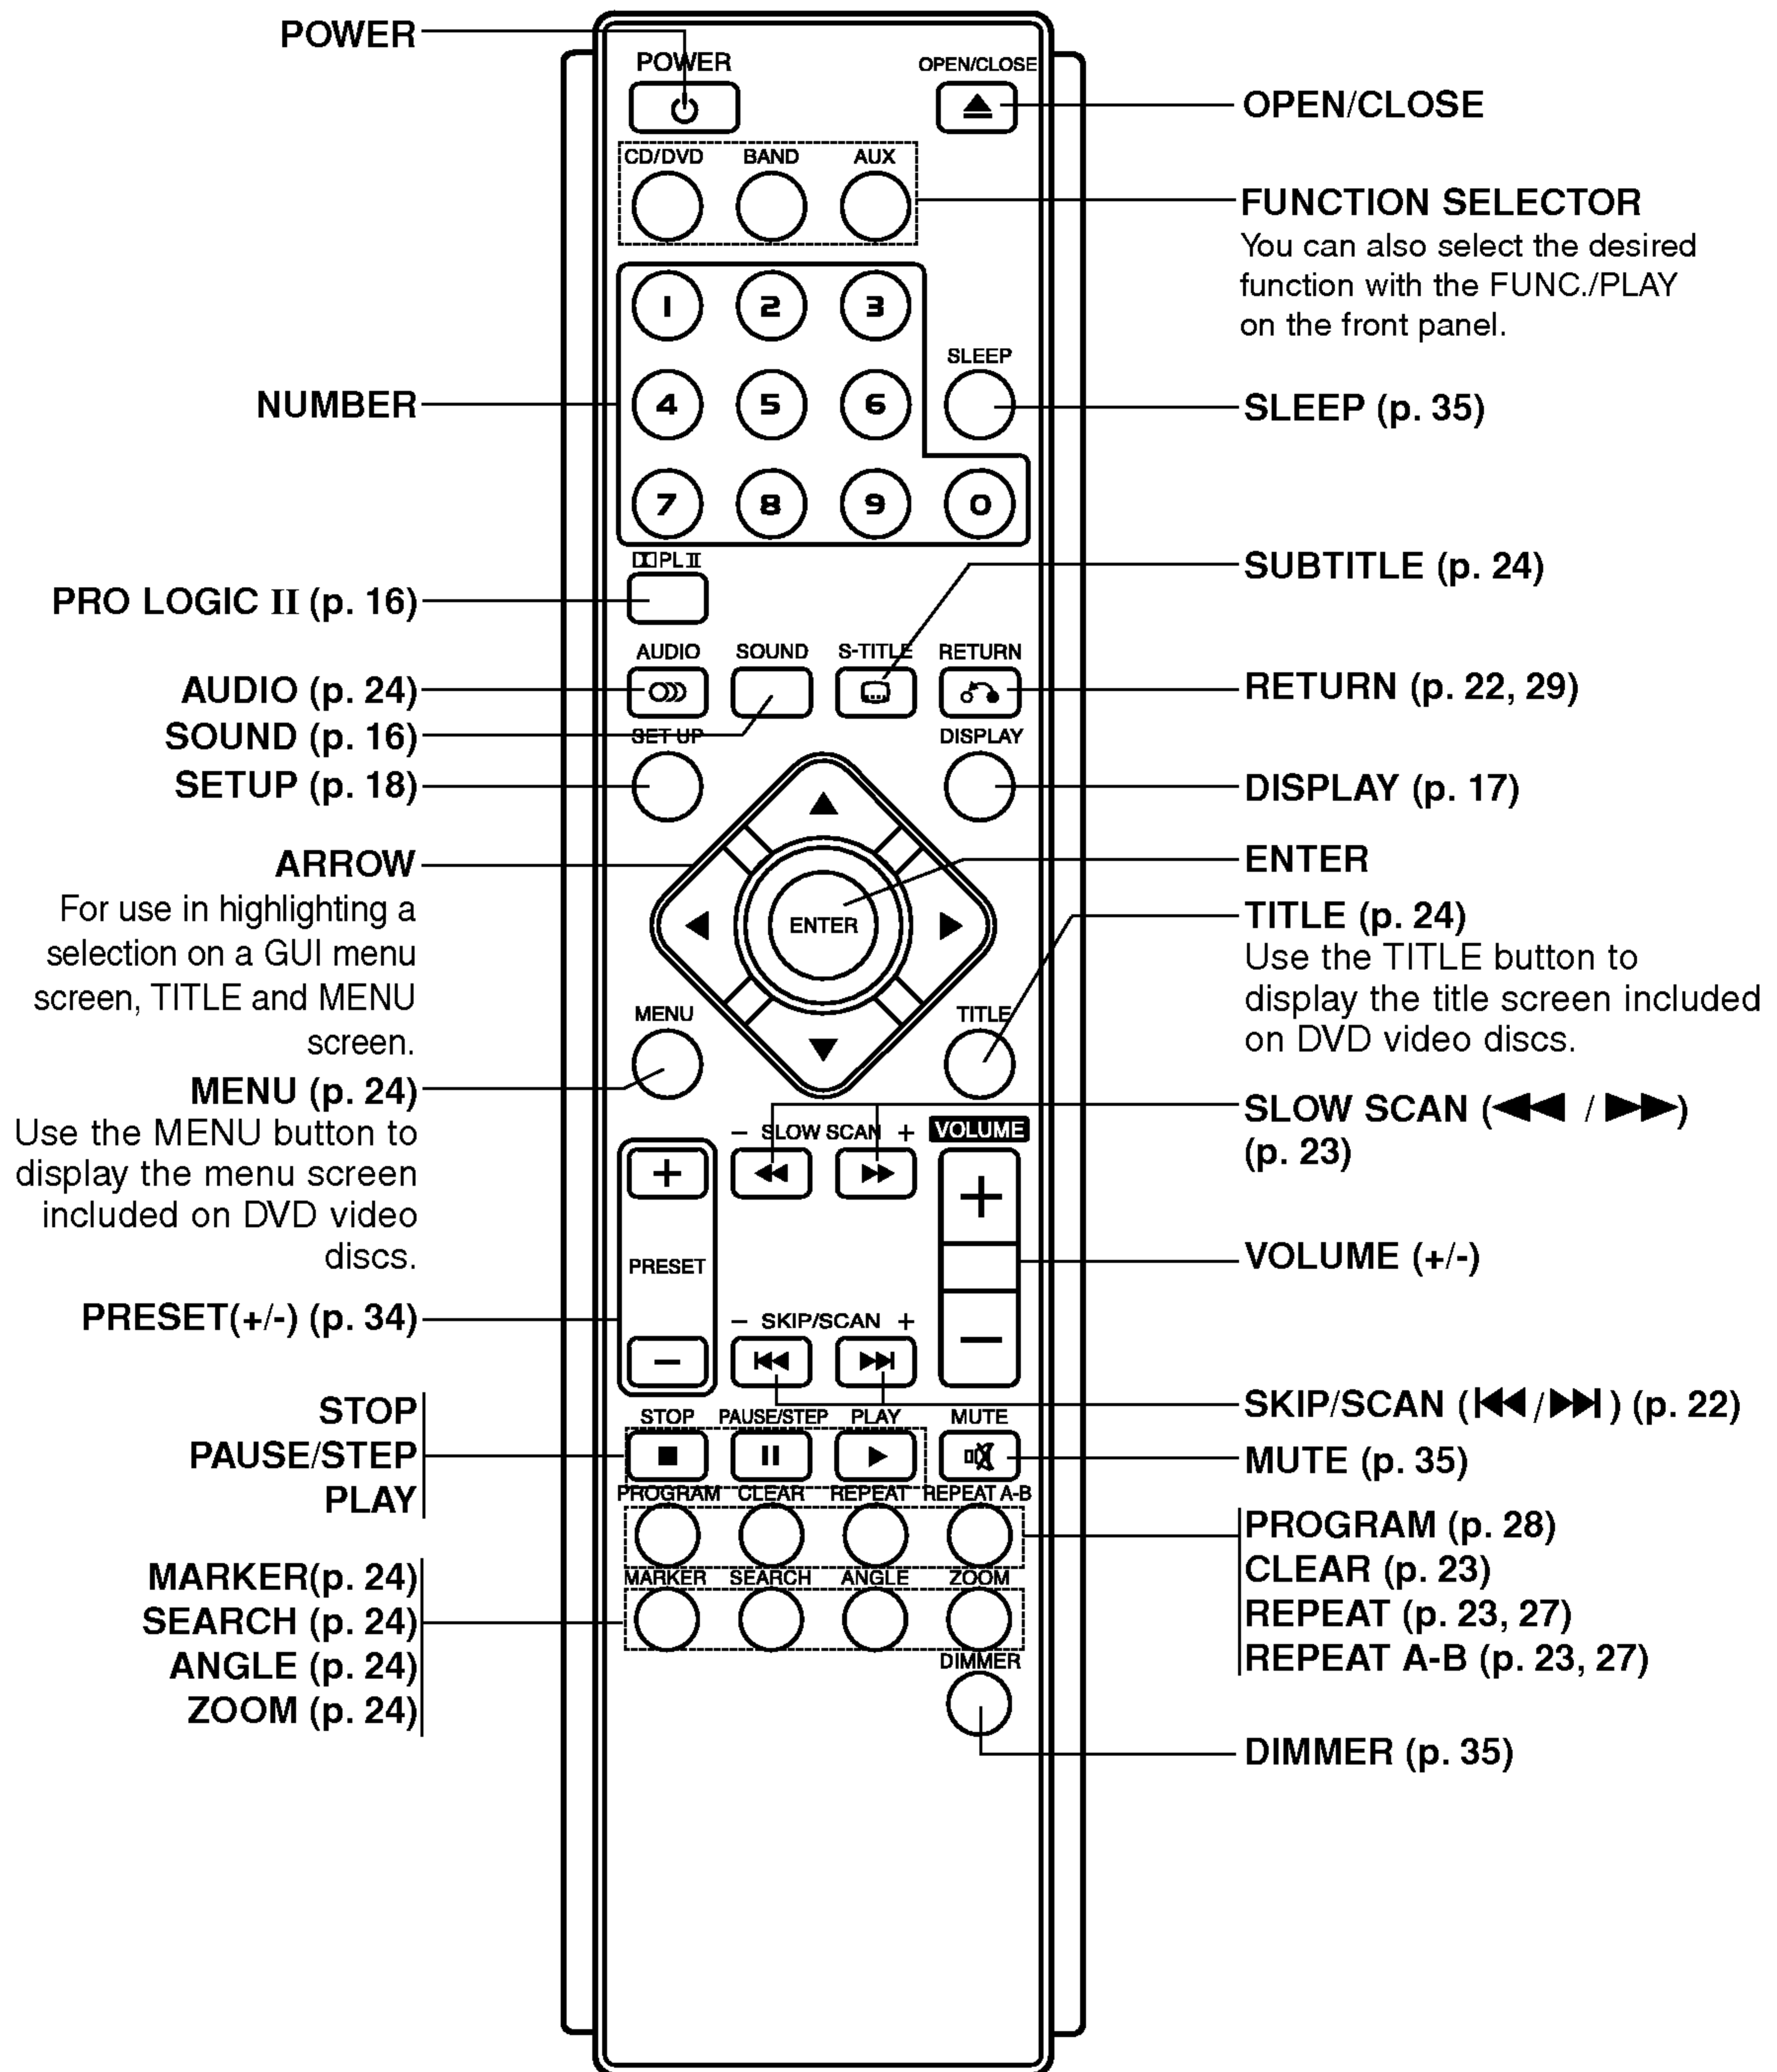 POWER
POWER
OPEN/CLOSE
OPEN/CLOSE
CD/DVD BAND AUX
FUNCTION SELECTOR
You can also select the desired
function with the FUNC./PLAY
on the front panel.
1 2 3
SLEEP
NUMBER
4 5 6
SLEEP (p. 35)
7 8 9 0
PL II
SUBTITLE (p. 24)
PRO LOGIC II (p. 16)
AUDIO SOUND S-TITLE RETURN
AUDIO (p. 24)
RETURN (p. 22, 29)
SOUND (p. 16)
SET UP
DISPLAY
SETUP (p. 18)
DISPLAY (p. 17)
ARROW
For use in highlighting a
selection on a GUI menu
screen, TITLE and MENU
screen.
ENTER
ENTER
TITLE (p. 24)
Use the TITLE button to
display the title screen included
on DVD video discs.
MENU
TITLE
MENU (p. 24)
Use the MENU button to
display the menu screen
included on DVD video
discs.
SLOW SCAN (◀◀ / ▶▶)
(p. 23)
– SLOW SCAN +
VOLUME
+
+
PRESET
VOLUME (+/-)
PRESET(+/-) (p. 34)
– SKIP/SCAN +
–
–
SKIP/SCAN (|◀◀/▶▶|) (p. 22)
STOP
PAUSE/STEP
PLAY
STOP PAUSE/STEP PLAY MUTE
MUTE (p. 35)
PROGRAM CLEAR REPEAT REPEAT A-B
PROGRAM (p. 28)
CLEAR (p. 23)
REPEAT (p. 23, 27)
REPEAT A-B (p. 23, 27)
MARKER(p. 24)
SEARCH (p. 24)
ANGLE (p. 24)
ZOOM (p. 24)
MARKER SEARCH ANGLE ZOOM
DIMMER
DIMMER (p. 35)